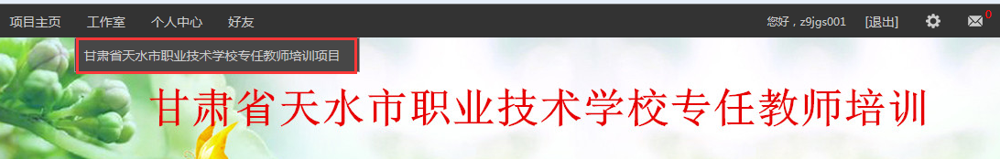 项目主页 工作室 个人中心 好友 您好，z9jgs001 [退出] 0
甘肃省天水市职业技术学校专任教师培训项目
甘肃省天水市职业技术学校专任教师培训